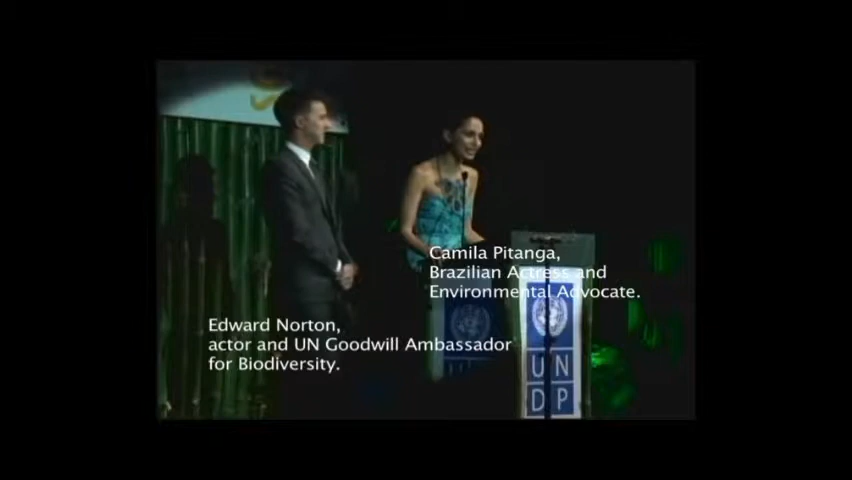 Camila Pitanga,
Brazilian Actress and
Environmental Advocate.
Edward Norton,
actor and UN Goodwill Ambassador
for Biodiversity.
UN
DP